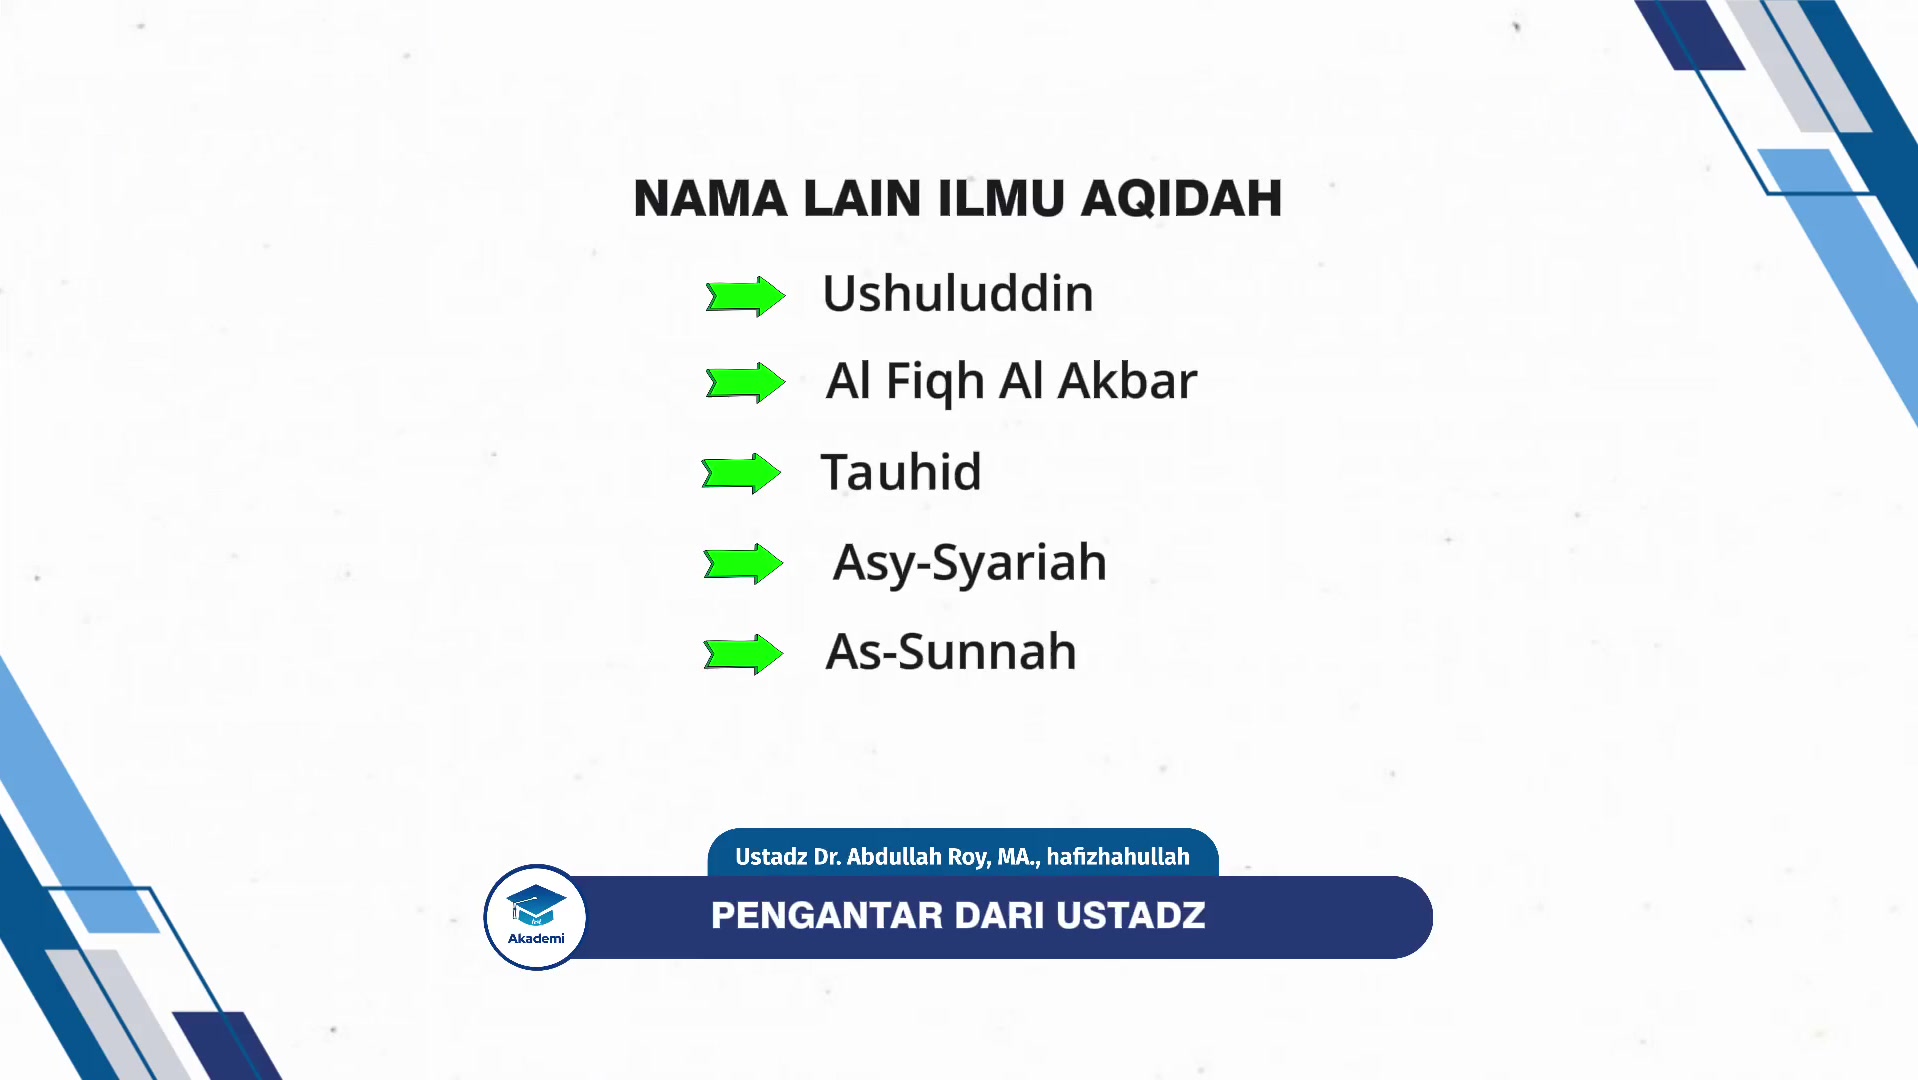 NAMA LAIN ILMU AQIDAH
Ushuluddin
Al Fiqh Al Akbar
Tauhid
Asy-Syariah
As-Sunnah
Ustadz Dr. Abdullah Roy, MA., hafizhahullah
PENGANTAR DARI USTADZ
Akademi